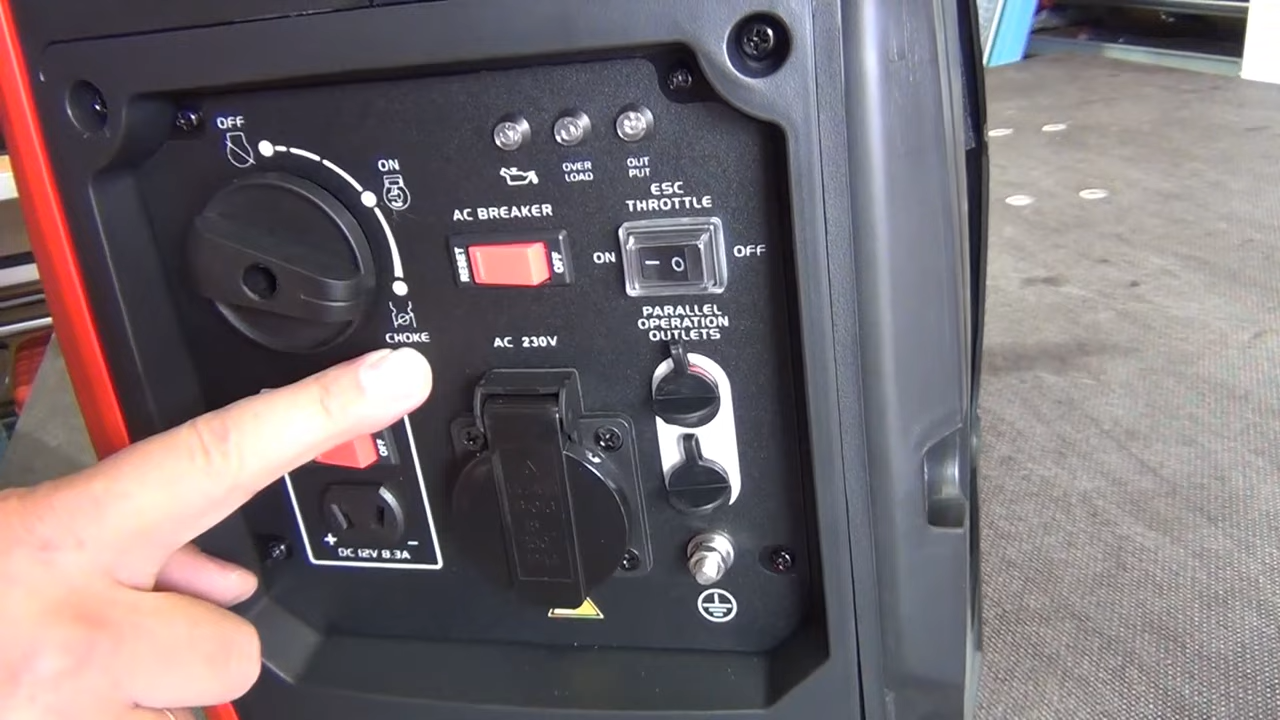 OFF
ON
CHOKE
OVER
LOAD
OUT
PUT
AC BREAKER
RESET
OFF
ESC
THROTTLE
ON
OFF
PARALLEL
OPERATION
OUTLETS
AC 230V
OFF
+ −
DC 12V 8.3A